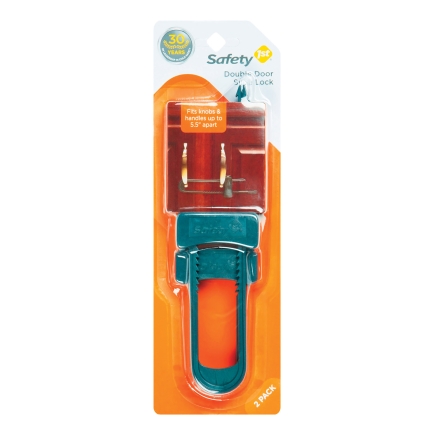 30
YEARS
Safety 1st
Double Door
Slide Lock
Fits knobs &
handles up to
5.5" apart
Safety 1st
2 PACK